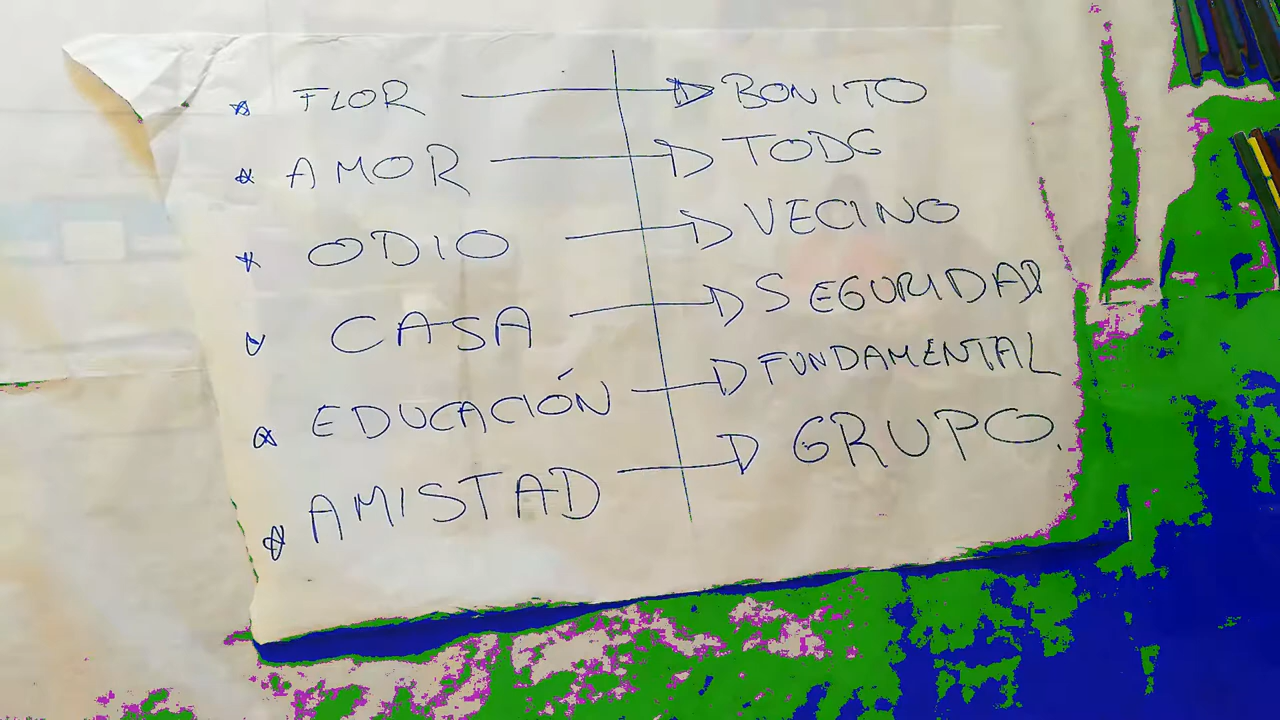 FLOR → BONITO
AMOR → TODO
ODIO → VECINO
CASA → SEGURIDAD
EDUCACIÓN → FUNDAMENTAL
AMISTAD → GRUPO.